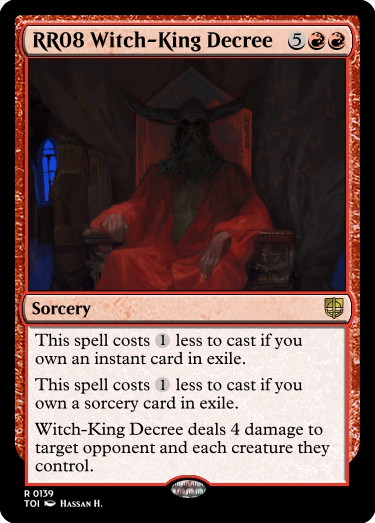 RR08 Witch-King Decree 5
Sorcery
This spell costs 1 less to cast if you
own an instant card in exile.
This spell costs 1 less to cast if you
own a sorcery card in exile.
Witch-King Decree deals 4 damage to
target opponent and each creature they
control.
R 0139
TOI Hassan H.